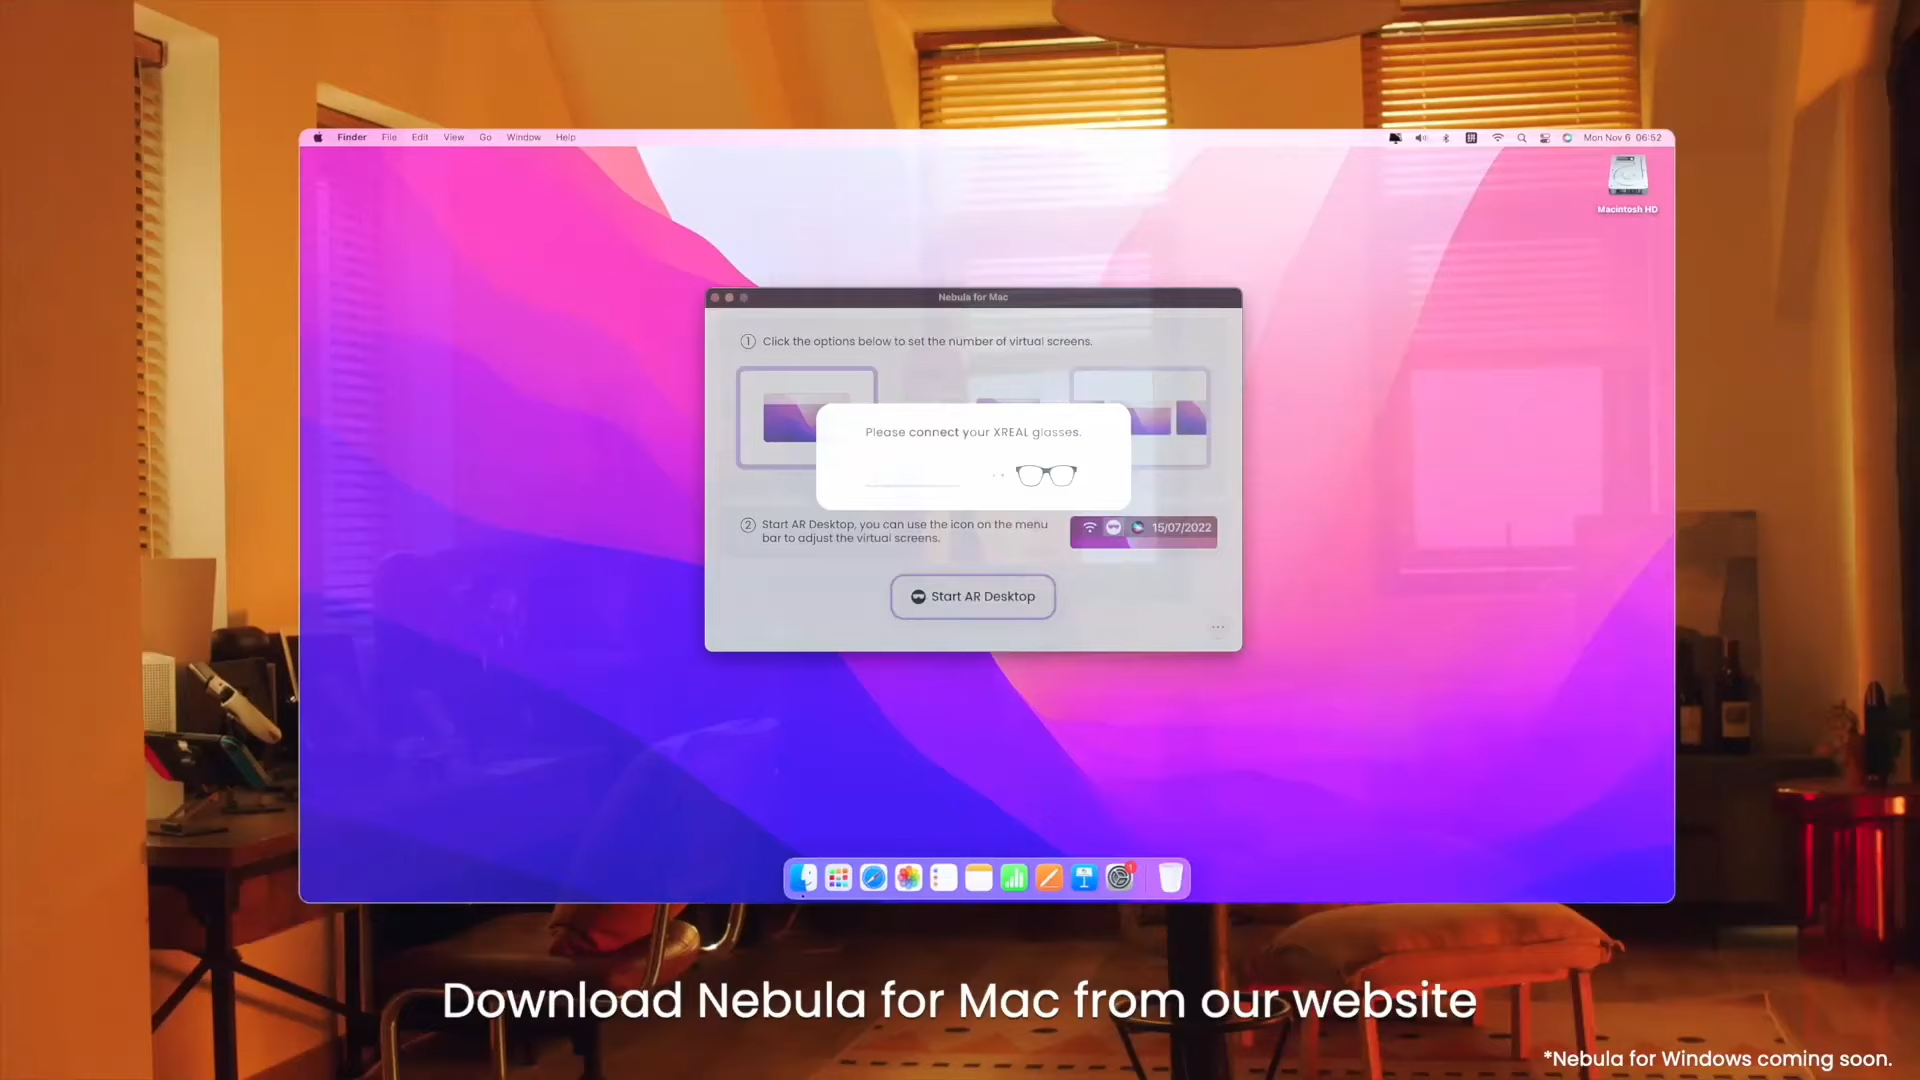 Finder File Edit View Go Window Help
Mon Nov 6 06:52
Macintosh HD
Nebula for Mac
1 Click the options below to set the number of virtual screens.
Please connect your XREAL glasses.
2 Start AR Desktop, you can use the icon on the menu
bar to adjust the virtual screens.
15/07/2022
Start AR Desktop
1
Download Nebula for Mac from our website
*Nebula for Windows coming soon.